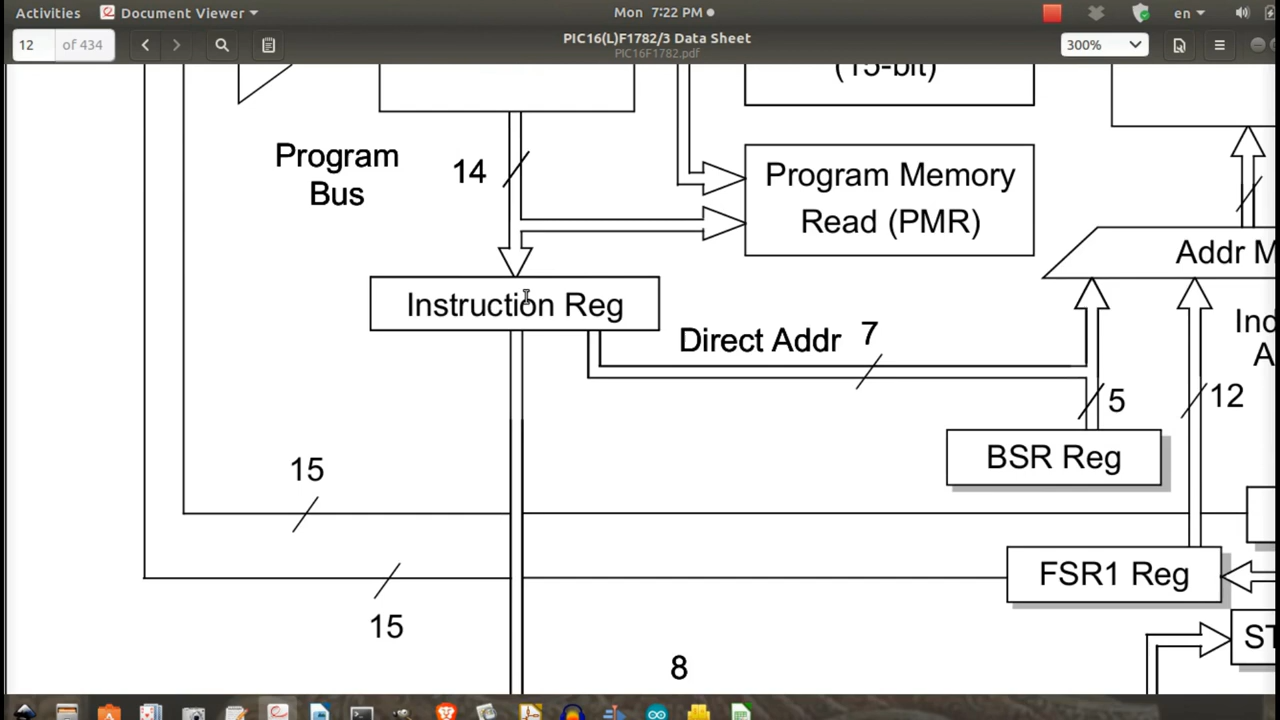 Activities
Document Viewer
Mon 7:22 PM
en
12
of 434
PIC16(L)F1782/3 Data Sheet
PIC16F1782.pdf
300%
(15-bit)
Program
Bus
14
Program Memory
Read (PMR)
Addr M
Instruction Reg
Direct Addr
7
5
12
BSR Reg
15
FSR1 Reg
15
8